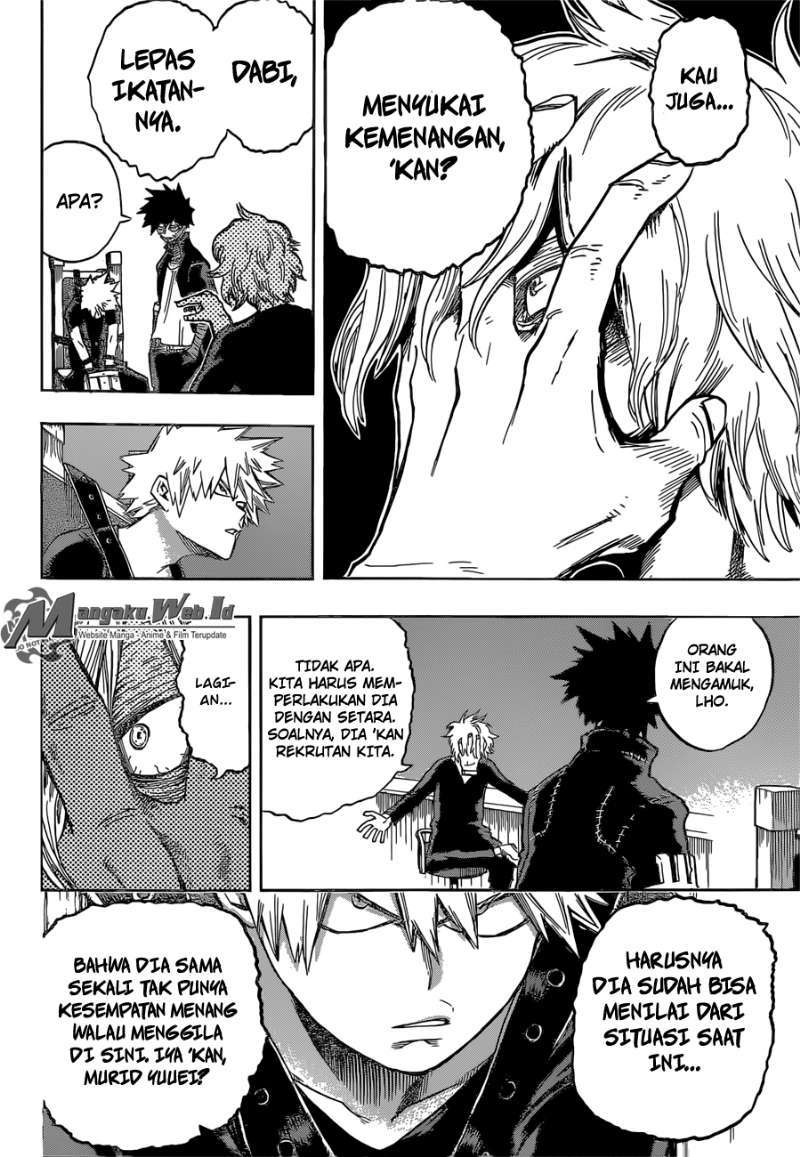 KAU
JUGA...
MENYUKAI
KEMENANGAN,
'KAN?
DABI,
LEPAS
IKATAN-
NYA.
APA?
ORANG
INI BAKAL
MENGAMUK,
LHO.
TIDAK APA.
KITA HARUS MEM-
PERLAKUKAN DIA
DENGAN SETARA.
SOALNYA, DIA 'KAN
REKRUTAN KITA.
LAGI-
AN...
Mangaku.Web.Id
Website Manga - Anime & Film Terupdate
HARUSNYA
DIA SUDAH BISA
MENILAI DARI
SITUASI SAAT
INI...
BAHWA DIA SAMA
SEKALI TAK PUNYA
KESEMPATAN MENANG
WALAU MENGGILA
DI SINI. IYA 'KAN,
MURID YUUEI?